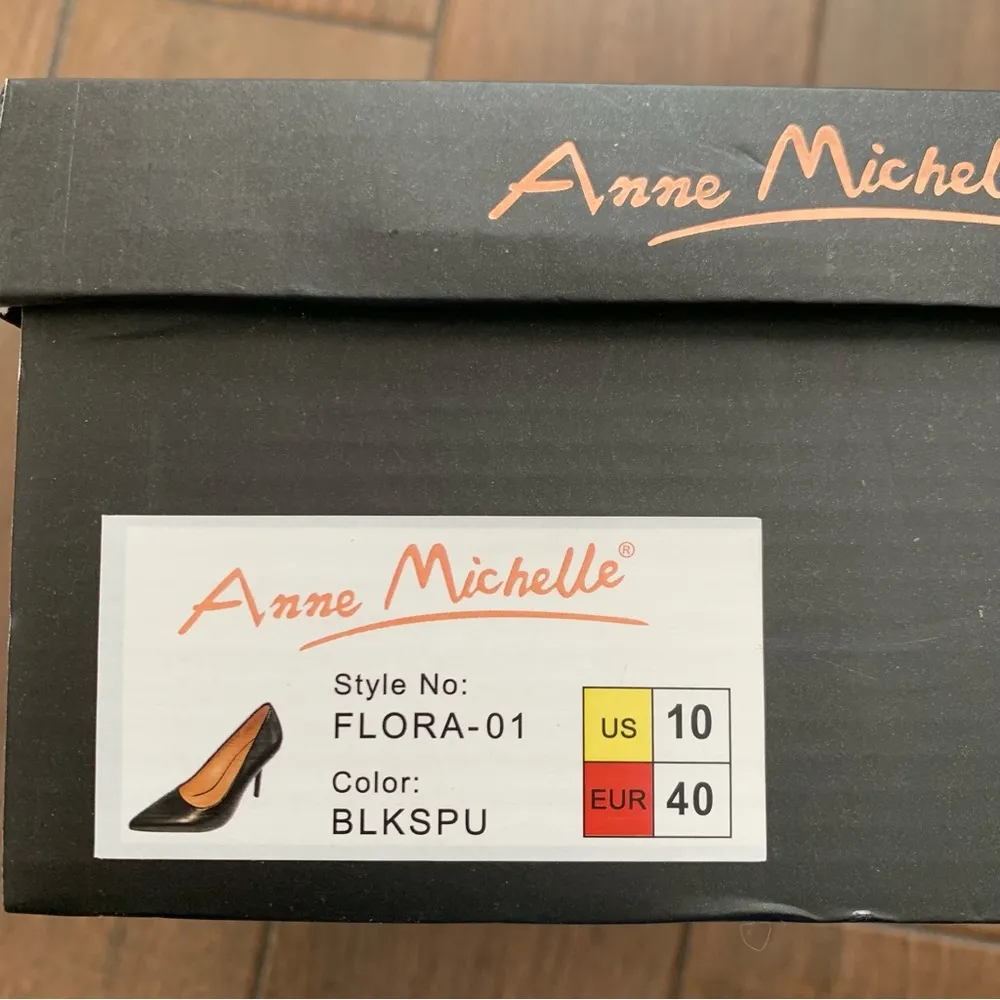 Anne Michel
Anne Michelle®
Style No:
FLORA-01
Color:
BLKSPU
US 10
EUR 40